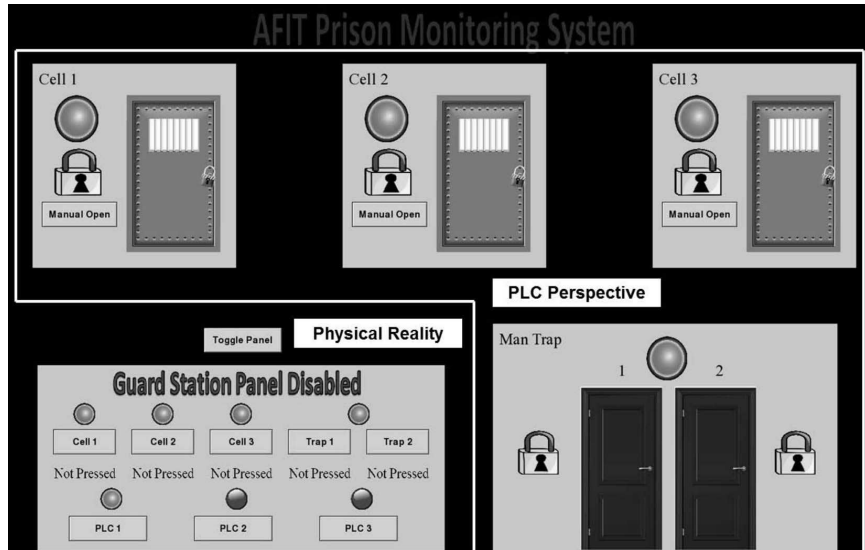 AFIT Prison Monitoring System
Cell 1
Cell 2
Cell 3
Manual Open
Manual Open
Manual Open
PLC Perspective
Toggle Panel
Physical Reality
Man Trap
1
2
Guard Station Panel Disabled
Cell 1
Cell 2
Cell 3
Trap 1
Trap 2
Not Pressed
Not Pressed
Not Pressed
Not Pressed
Not Pressed
PLC 1
PLC 2
PLC 3